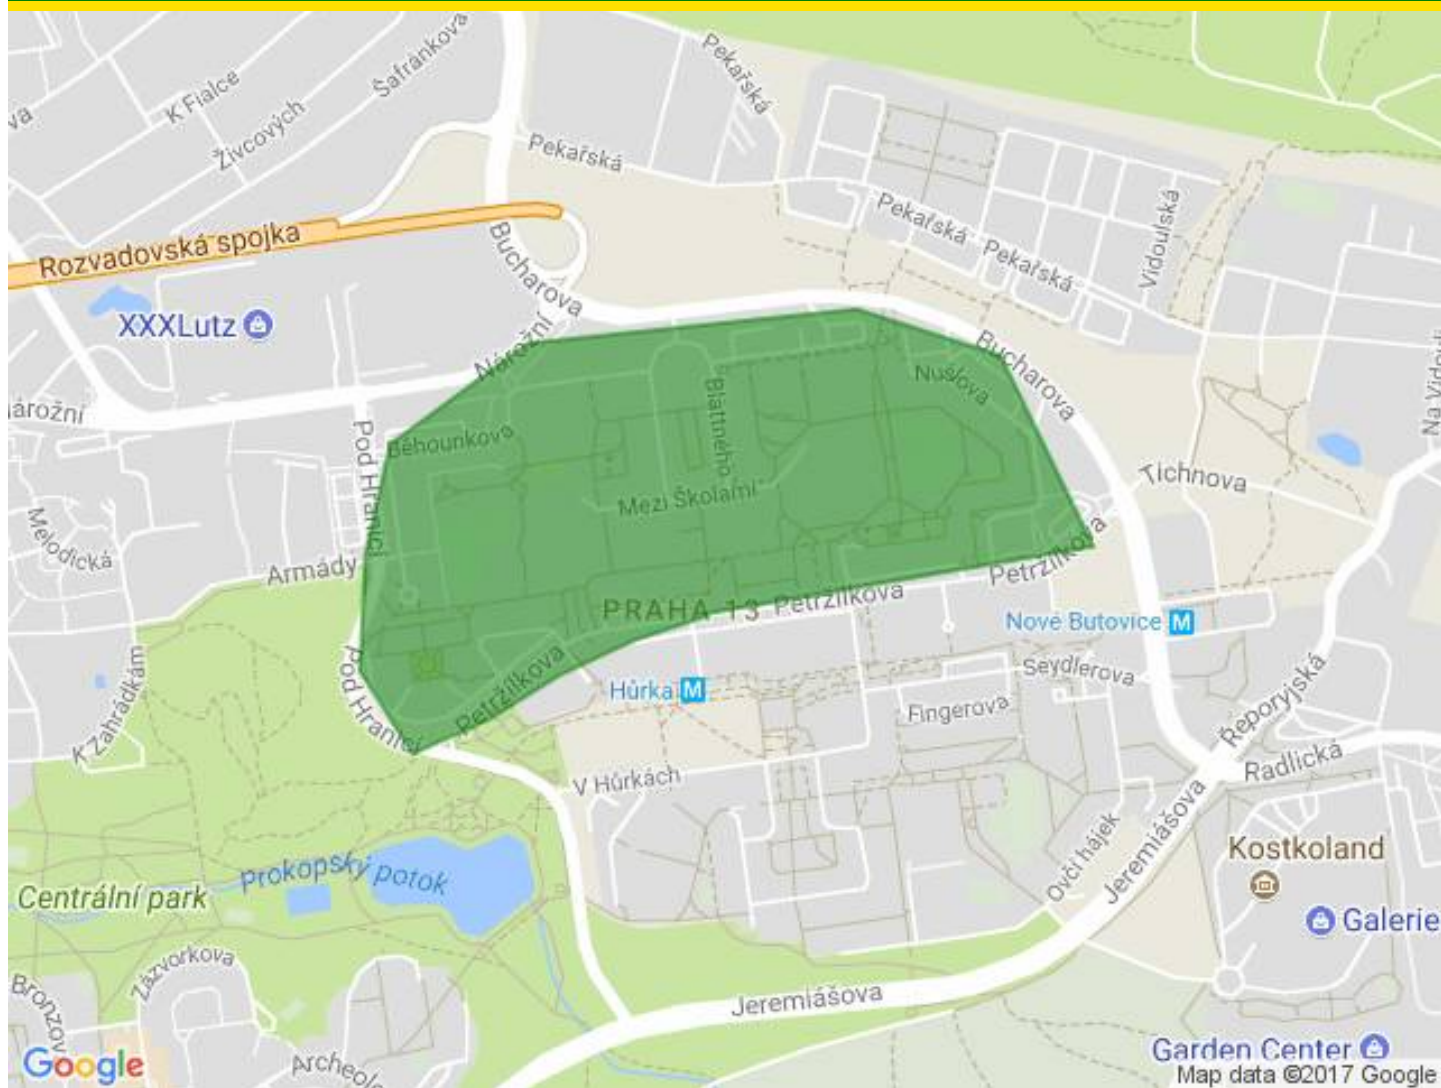 Pekařská
Šafránkova
K Fialce
Živcových
va
Pekařská
Pekařská
Pekařská
Vidoulská
Rozvadovská spojka
Bucharova
XXXLutz
Nárožní
Bucharova
Nušlova
Blattného
Na Vidouli
árožní
Pod Hranicí
Běhounkova
Mezi Školami
Tichnova
Melodická
Armády
Petržílkova
PRAHA 13
Petržílkova
Nové Butovice M
K Zahrádkám
Pod Hranicí
Petržílkova
Hůrka M
Seydlerova
Fingerova
Řeporyjská
Radlická
V Hůrkách
Jeremiášova
Ovčí hájek
Kostkoland
Prokopský potok
Centrální park
Galerie
Zázvorkova
Bronzov
Jeremiášova
Archeolo
Garden Center
Google
Map data ©2017 Google